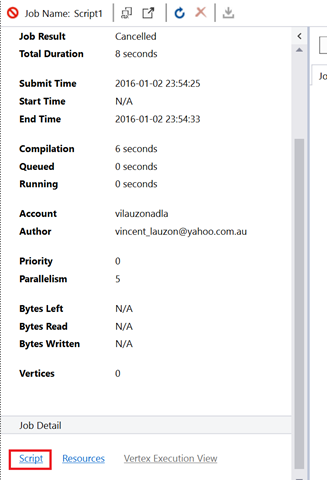 Job Name: Script1
Job Result Cancelled
Total Duration 8 seconds
Submit Time 2016-01-02 23:54:25
Start Time N/A
End Time 2016-01-02 23:54:33
Compilation 6 seconds
Queued 0 seconds
Running 0 seconds
Account vilauzonadla
Author vincent_lauzon@yahoo.com.au
Priority 0
Parallelism 5
Bytes Left N/A
Bytes Read N/A
Bytes Written N/A
Vertices 0
Job Detail
Script Resources Vertex Execution View
Jo